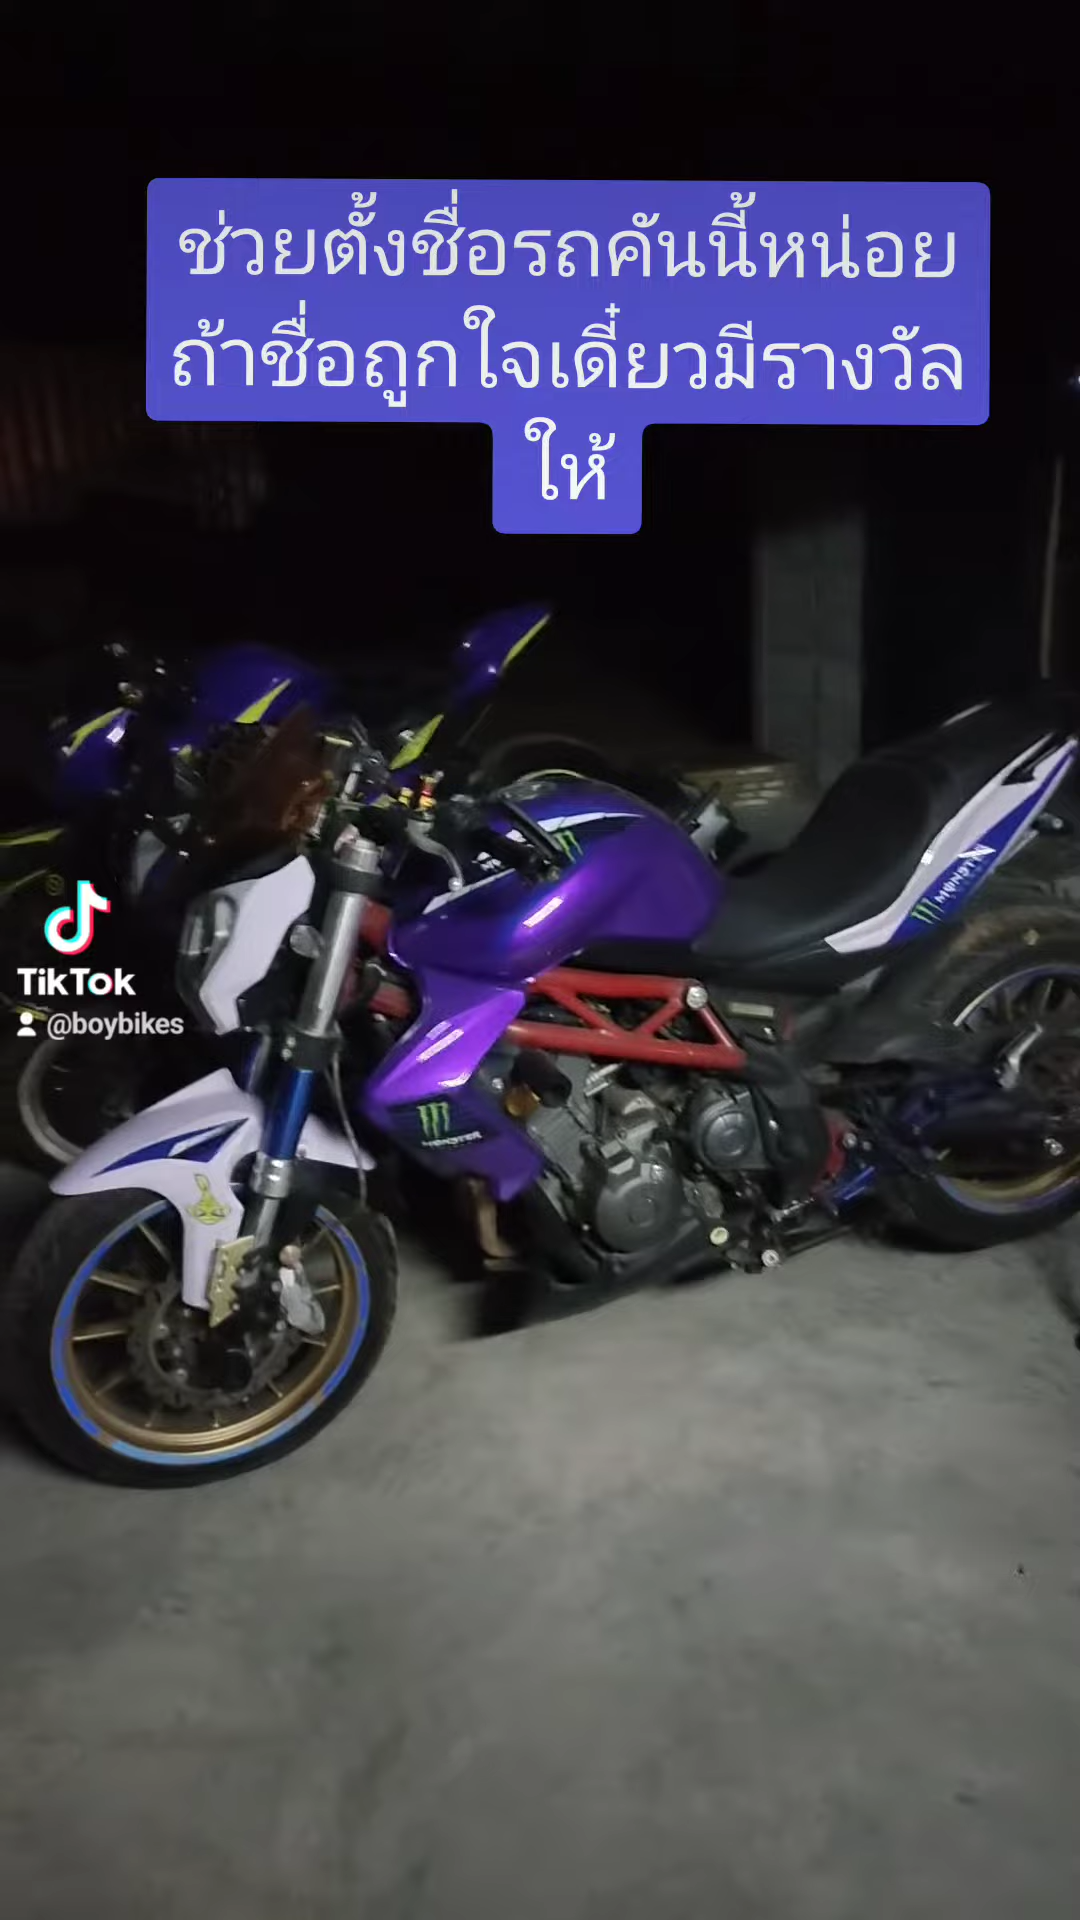 ช่วยตั้งชื่อรถคันนี้หน่อย
ถ้าชื่อถูกใจเดี๋ยวมีรางวัล
ให้
TikTok
@boybikes
MONSTER